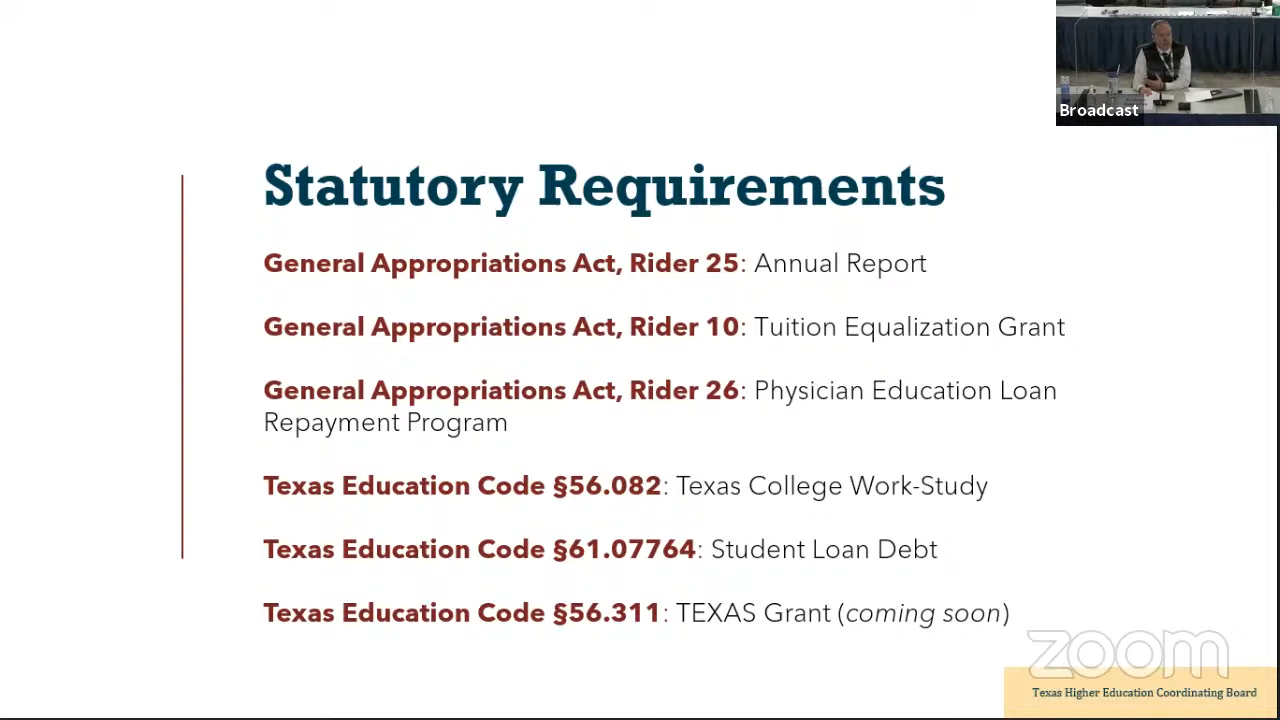 Broadcast
Statutory Requirements
General Appropriations Act, Rider 25: Annual Report
General Appropriations Act, Rider 10: Tuition Equalization Grant
General Appropriations Act, Rider 26: Physician Education Loan
Repayment Program
Texas Education Code §56.082: Texas College Work-Study
Texas Education Code §61.07764: Student Loan Debt
Texas Education Code §56.311: TEXAS Grant (coming soon)
zoom
Texas Higher Education Coordinating Board